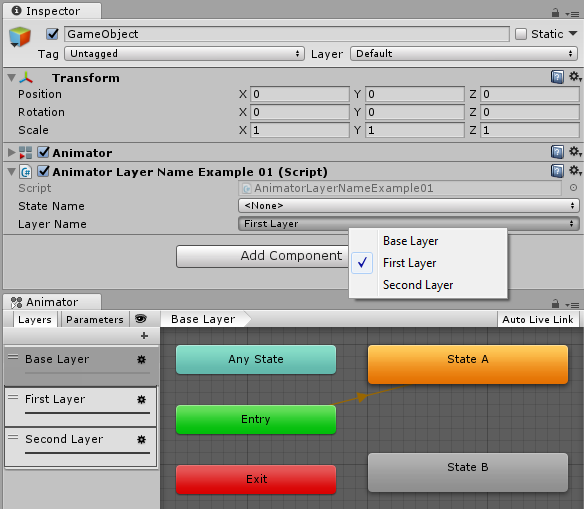 Inspector
GameObject Static
Tag Untagged Layer Default
Transform
Position X 0 Y 0 Z 0
Rotation X 0 Y 0 Z 0
Scale X 1 Y 1 Z 1
Animator
C# Animator Layer Name Example 01 (Script)
Script AnimatorLayerNameExample01
State Name <None>
Layer Name First Layer
Base Layer
First Layer
Second Layer
Add Component
Animator
Layers Parameters Base Layer Auto Live Link
+
Base Layer
First Layer
Second Layer
Any State
State A
Entry
State B
Exit